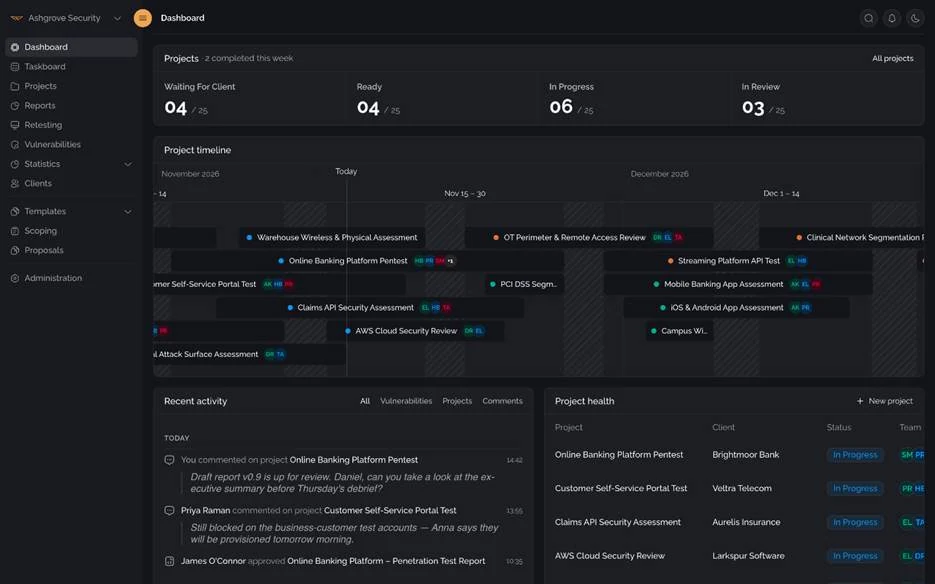 Ashgrove Security
Dashboard
Dashboard
Taskboard
Projects
Reports
Retesting
Vulnerabilities
Statistics
Clients
Templates
Scoping
Proposals
Administration
Projects 2 completed this week
All projects
Waiting For Client
04 / 25
Ready
04 / 25
In Progress
06 / 25
In Review
03 / 25
Project timeline
November 2026
Today
December 2026
– 14
Nov 15 – 30
Dec 1 – 14
Warehouse Wireless & Physical Assessment
OT Perimeter & Remote Access Review DR EL TA
Clinical Network Segmentation
Online Banking Platform Pentest HB PR SM +1
Streaming Platform API Test EL HB
Self-Service Portal Test AK HB PR
PCI DSS Segm...
Mobile Banking App Assessment AK EL PR
Claims API Security Assessment EL HB TA
iOS & Android App Assessment AK PR
PR
AWS Cloud Security Review DR EL
Campus Wi...
Attack Surface Assessment DR TA
Recent activity
All Vulnerabilities Projects Comments
TODAY
You commented on project Online Banking Platform Pentest 14:42
Draft report v0.9 is up for review. Daniel, can you take a look at the ex-
ecutive summary before Thursday's debrief?
Priya Raman commented on project Customer Self-Service Portal Test 13:55
Still blocked on the business-customer test accounts — Anna says they
will be provisioned tomorrow morning.
James O'Connor approved Online Banking Platform – Penetration Test Report 10:35
Project health
+ New project
Project Client Status Team
Online Banking Platform Pentest Brightmoor Bank In Progress SM PR
Customer Self-Service Portal Test Veltra Telecom In Progress PR HB
Claims API Security Assessment Aurelis Insurance In Progress EL TA
AWS Cloud Security Review Larkspur Software In Progress EL DR